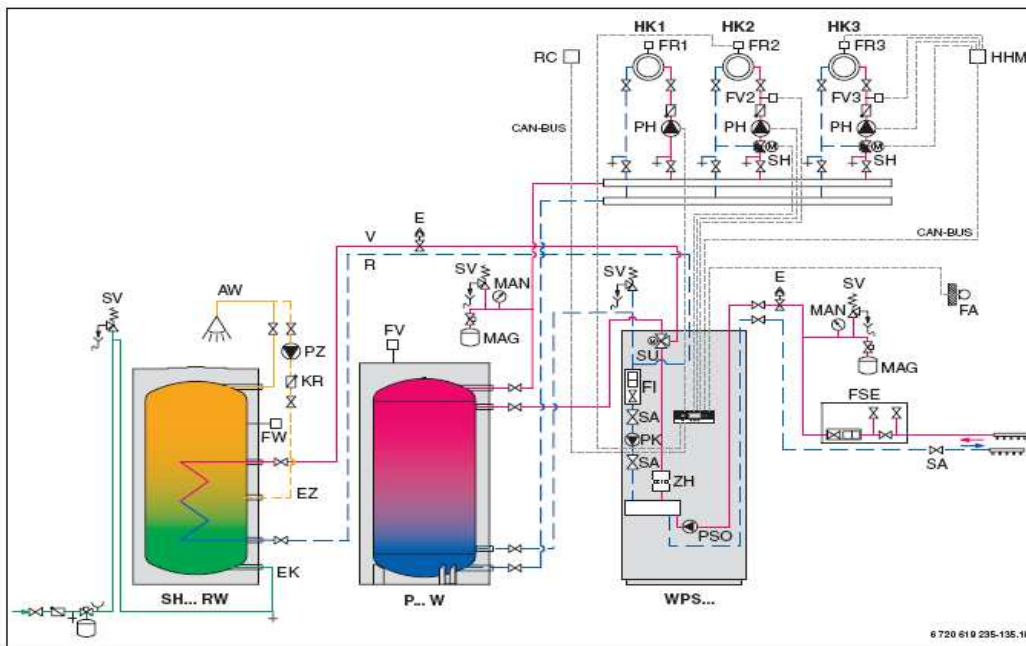 HK1 HK2 HK3
FR1 FR2 FR3
RC HHM
FV2 FV3
CAN-BUS PH PH PH
M M
SH SH
E
V CAN-BUS
R
SV SV E SV
SV AW MAN MAN FA
FV MAG M SU MAG
PZ
KR FI FSE
SA
FW PK
SA SA
EZ ZH
PSO
EK
SH... RW P... W WPS...
6 720 619 235-135.1I